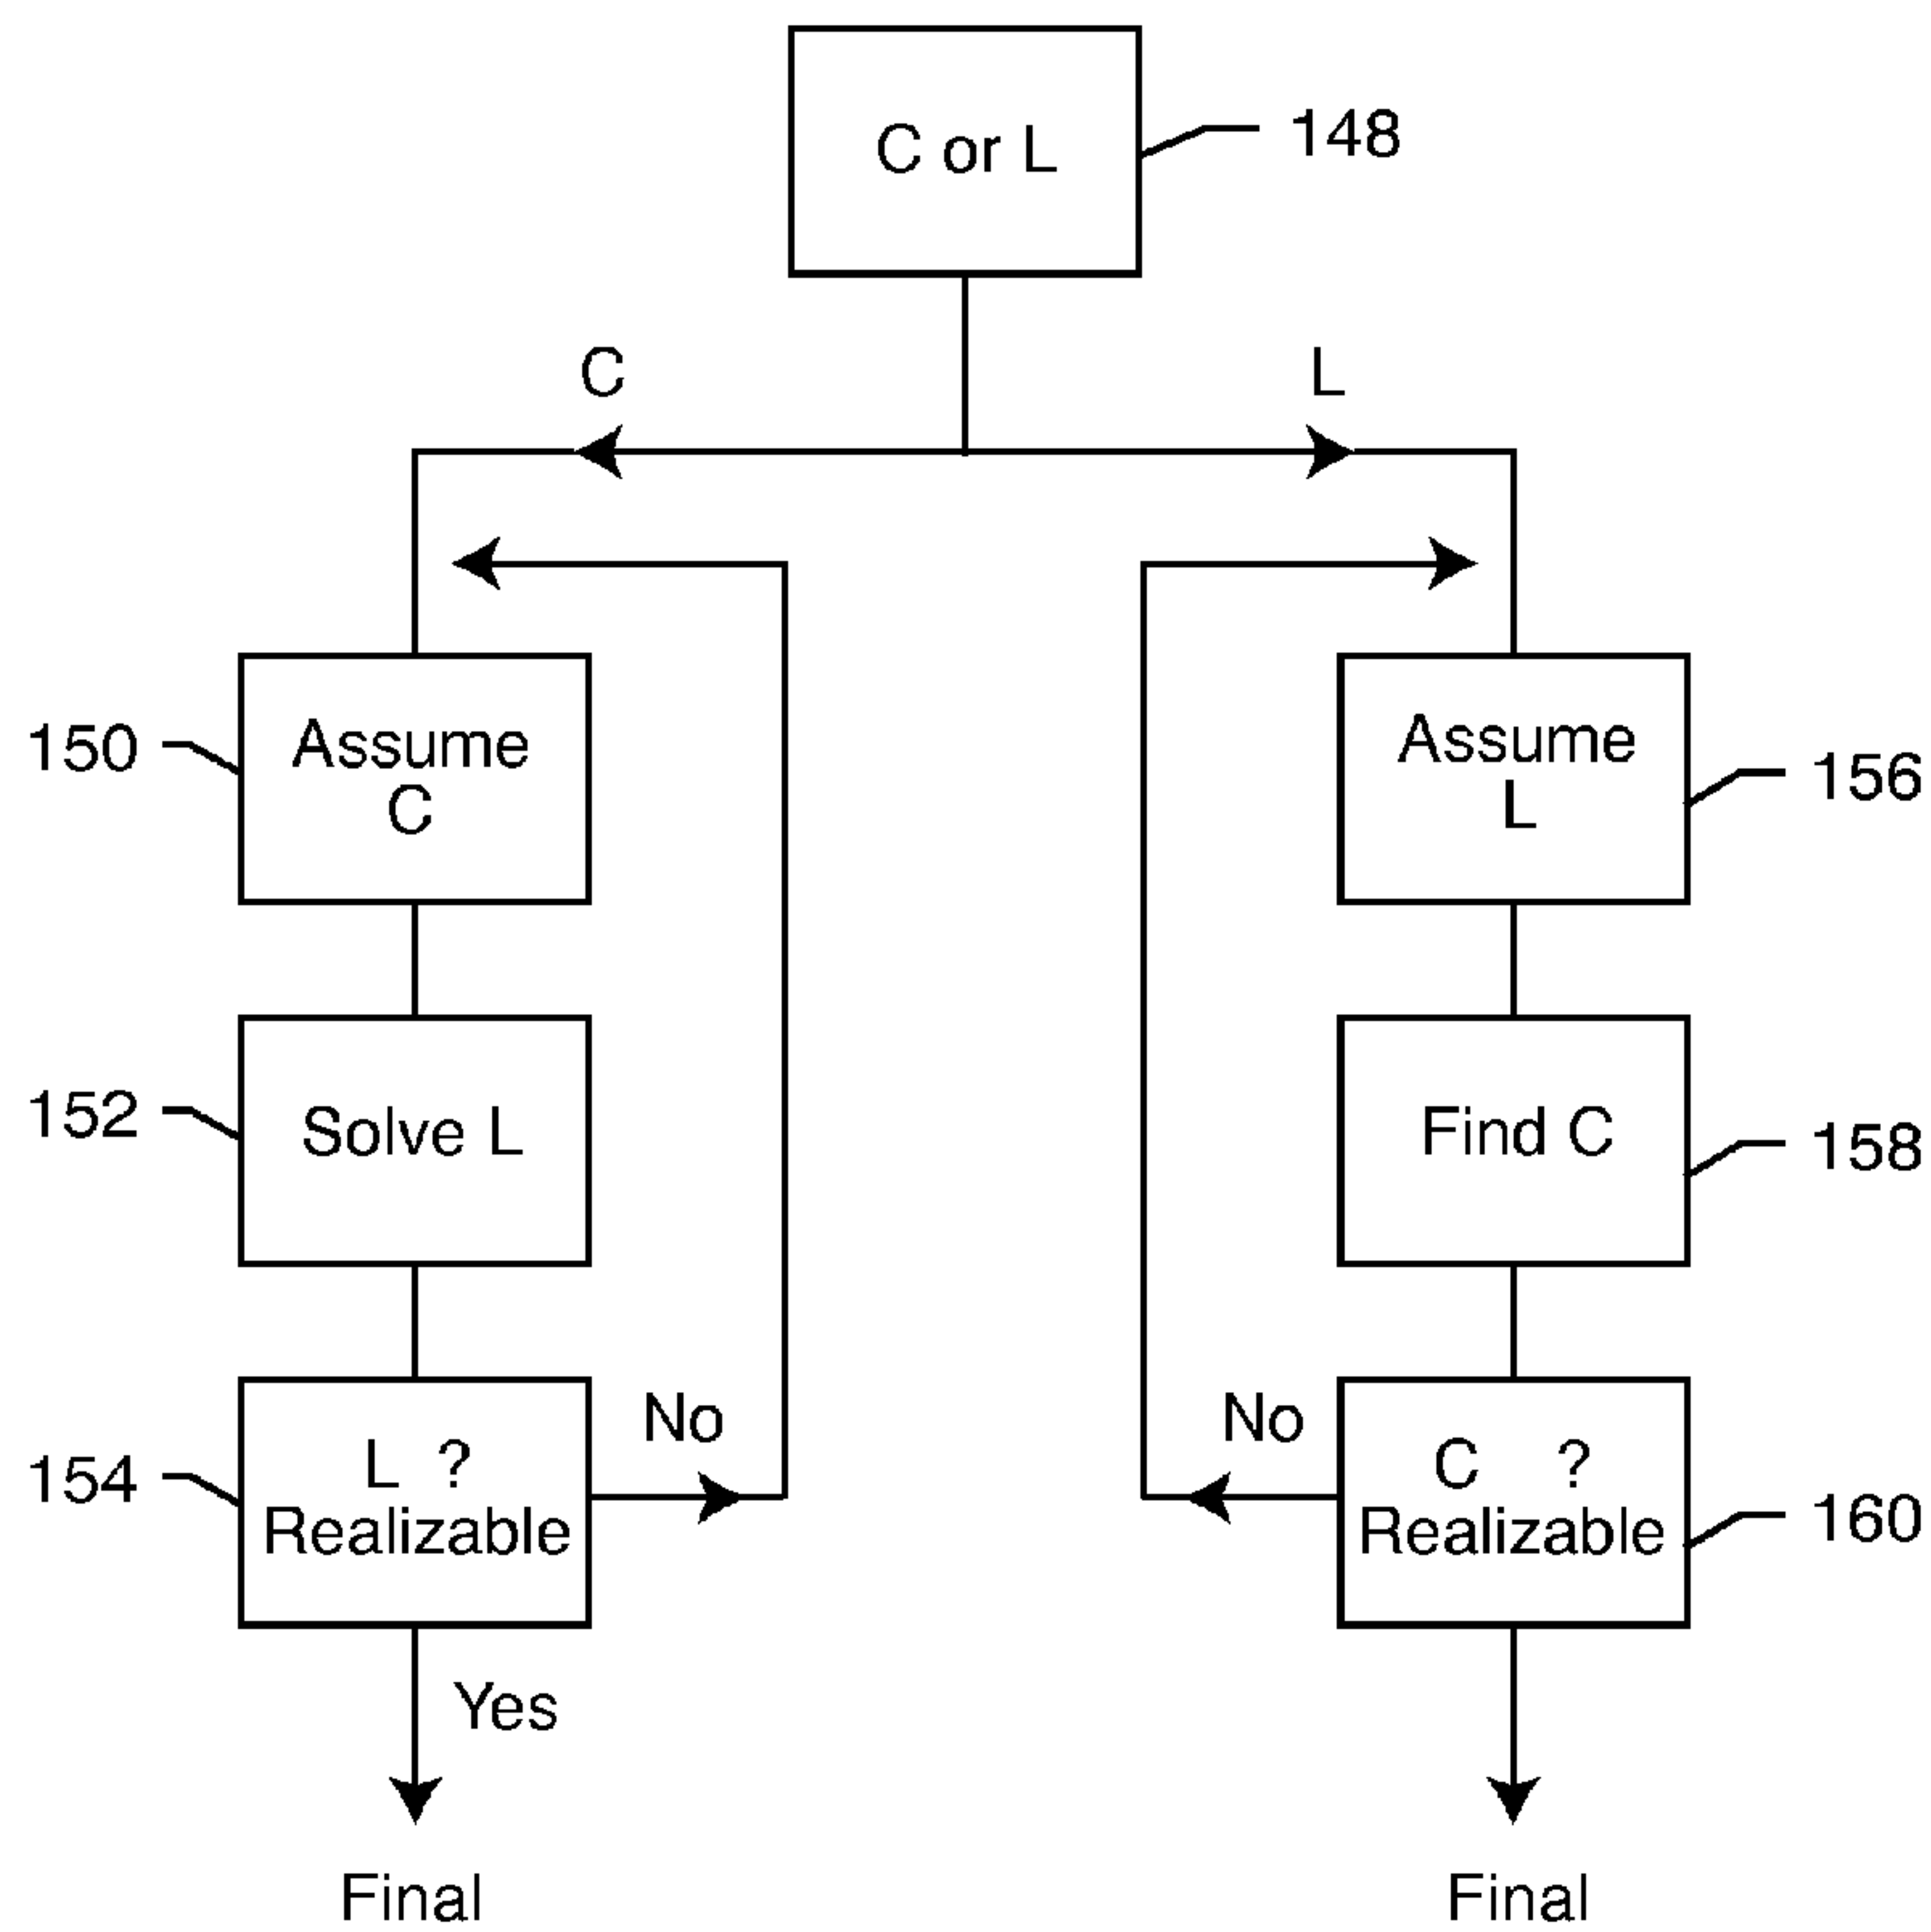 C or L
148
C
L
150
Assume
C
Assume
L
156
152
Solve L
Find C
158
154
L ?
Realizable
No
No
C ?
Realizable
160
Yes
Final
Final